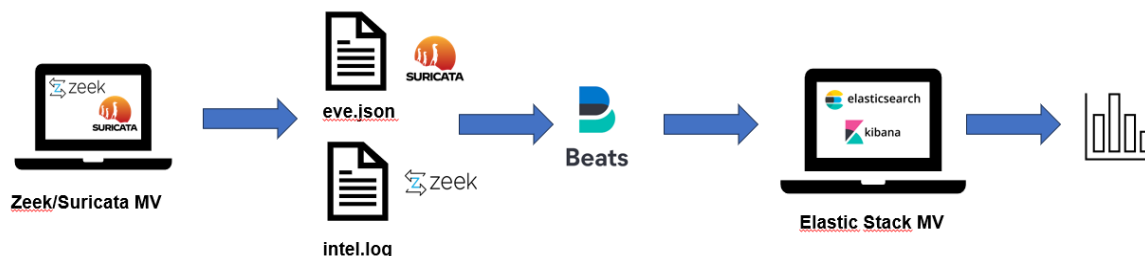 zeek
SURICATA
Zeek/Suricata MV
SURICATA
eve.json
zeek
intel.log
Beats
elasticsearch
kibana
Elastic Stack MV